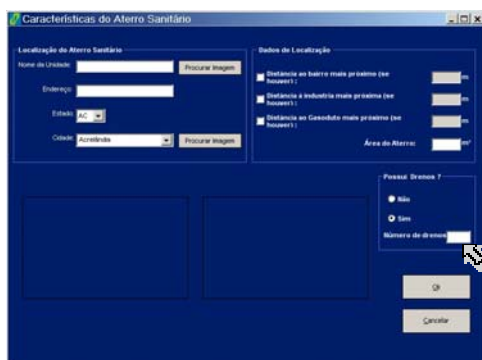 Características do Aterro Sanitário
Localização do Aterro Sanitário
Nome da Unidade:
Procurar Imagem
Endereço:
Estado:
AC
Cidade:
Acrelândia
Procurar Imagem
Dados de Localização
Distância ao bairro mais próximo (se houver) :
m
Distância à industria mais próxima (se houver) :
m
Distância ao Gasoduto mais próximo (se houver) :
m
Área do Aterro:
m²
Possui Drenos ?
Não
Sim
Número de drenos
Ok
Cancelar